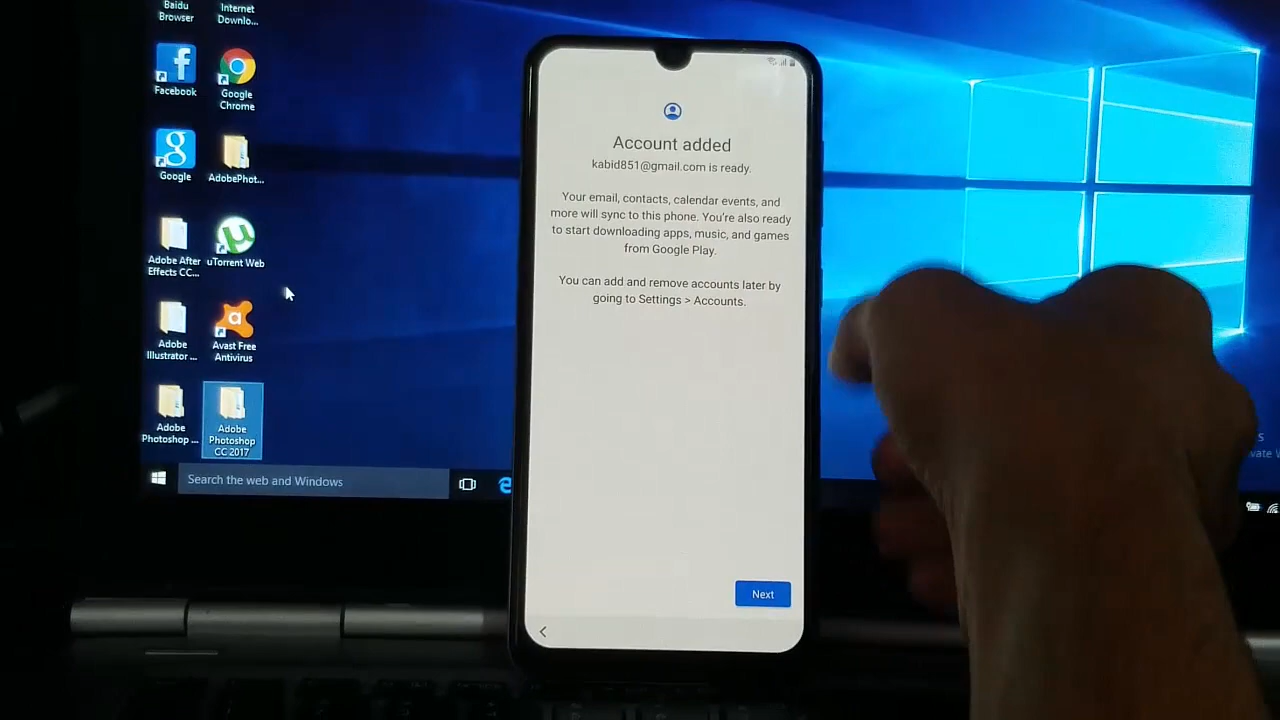 Baidu
Browser
Internet
Downlo...
Facebook
Google
Chrome
Google
AdobePhot...
Adobe After
Effects CC...
uTorrent Web
Adobe
Illustrator ...
Avast Free
Antivirus
Adobe
Photoshop ...
Adobe
Photoshop
CC 2017
Search the web and Windows
Account added
kabid851@gmail.com is ready.
Your email, contacts, calendar events, and
more will sync to this phone. You're also ready
to start downloading apps, music, and games
from Google Play.
You can add and remove accounts later by
going to Settings > Accounts.
Next